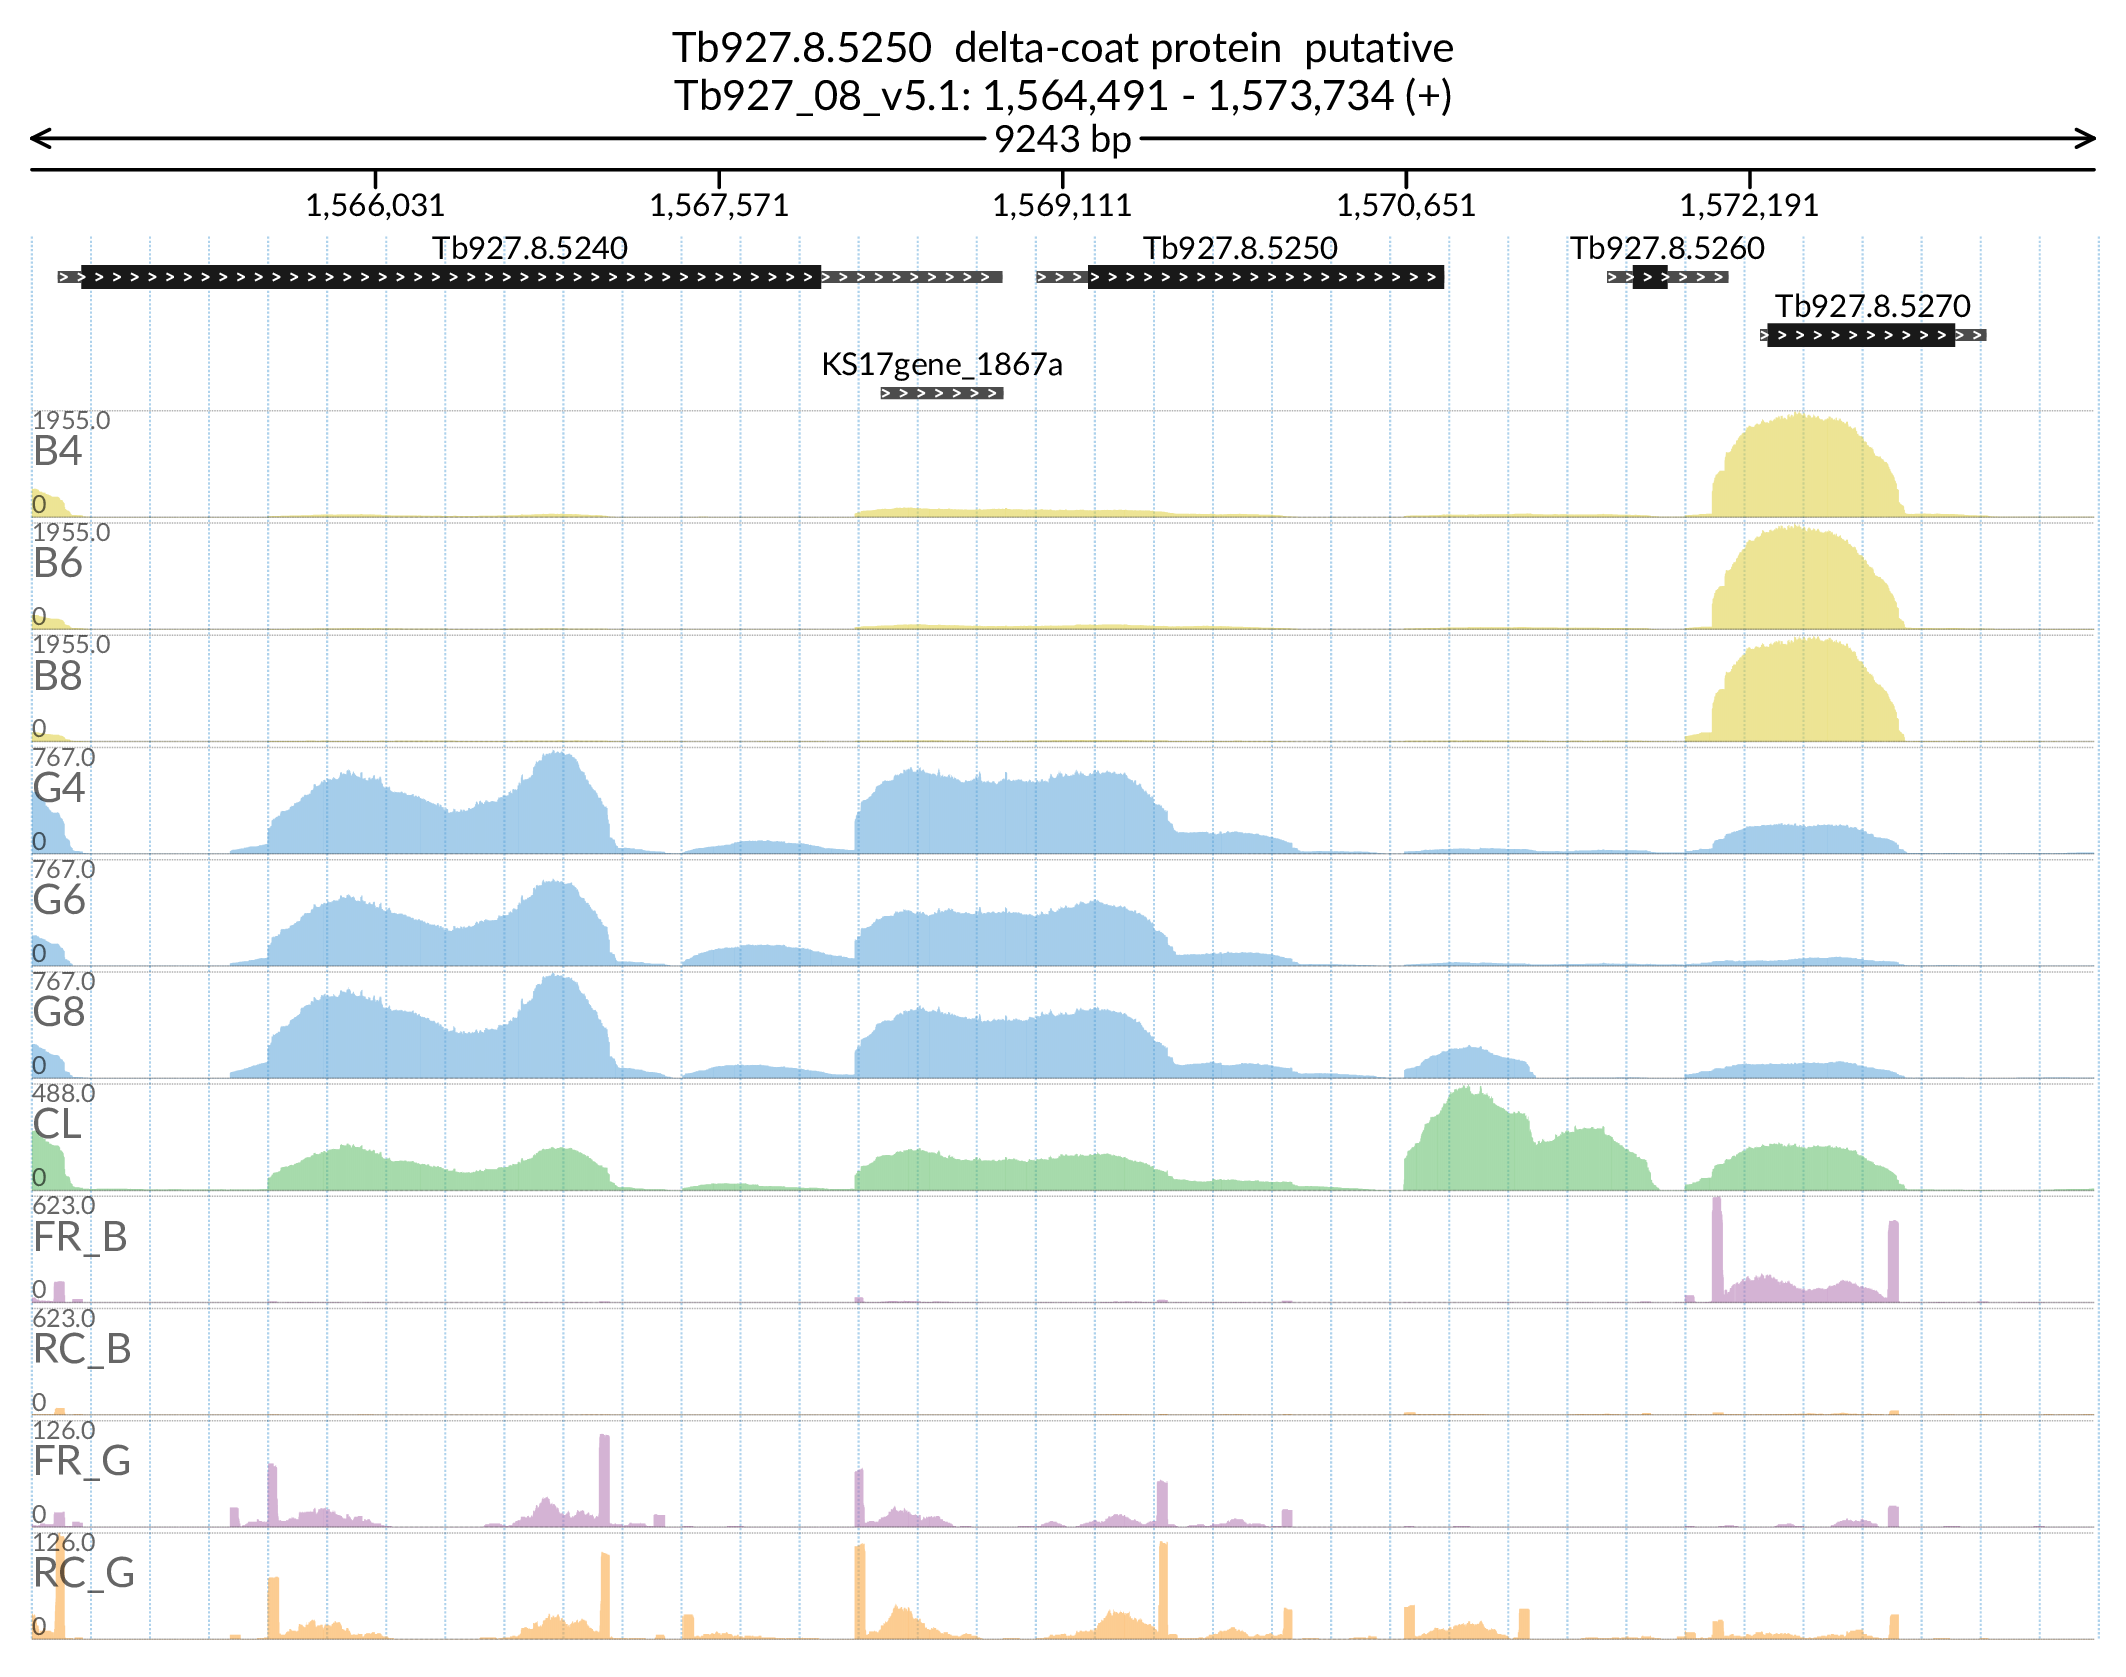 Tb927.8.5250 delta-coat protein putative
Tb927_08_v5.1: 1,564,491 - 1,573,734 (+)
9243 bp
1,566,031 1,567,571 1,569,111 1,570,651 1,572,191
Tb927.8.5240 Tb927.8.5250 Tb927.8.5260
Tb927.8.5270
KS17gene_1867a
1955.0
B4
0
1955.0
B6
0
1955.0
B8
0
767.0
G4
0
767.0
G6
0
767.0
G8
0
488.0
CL
0
623.0
FR_B
0
623.0
RC_B
0
126.0
FR_G
0
126.0
RC_G
0